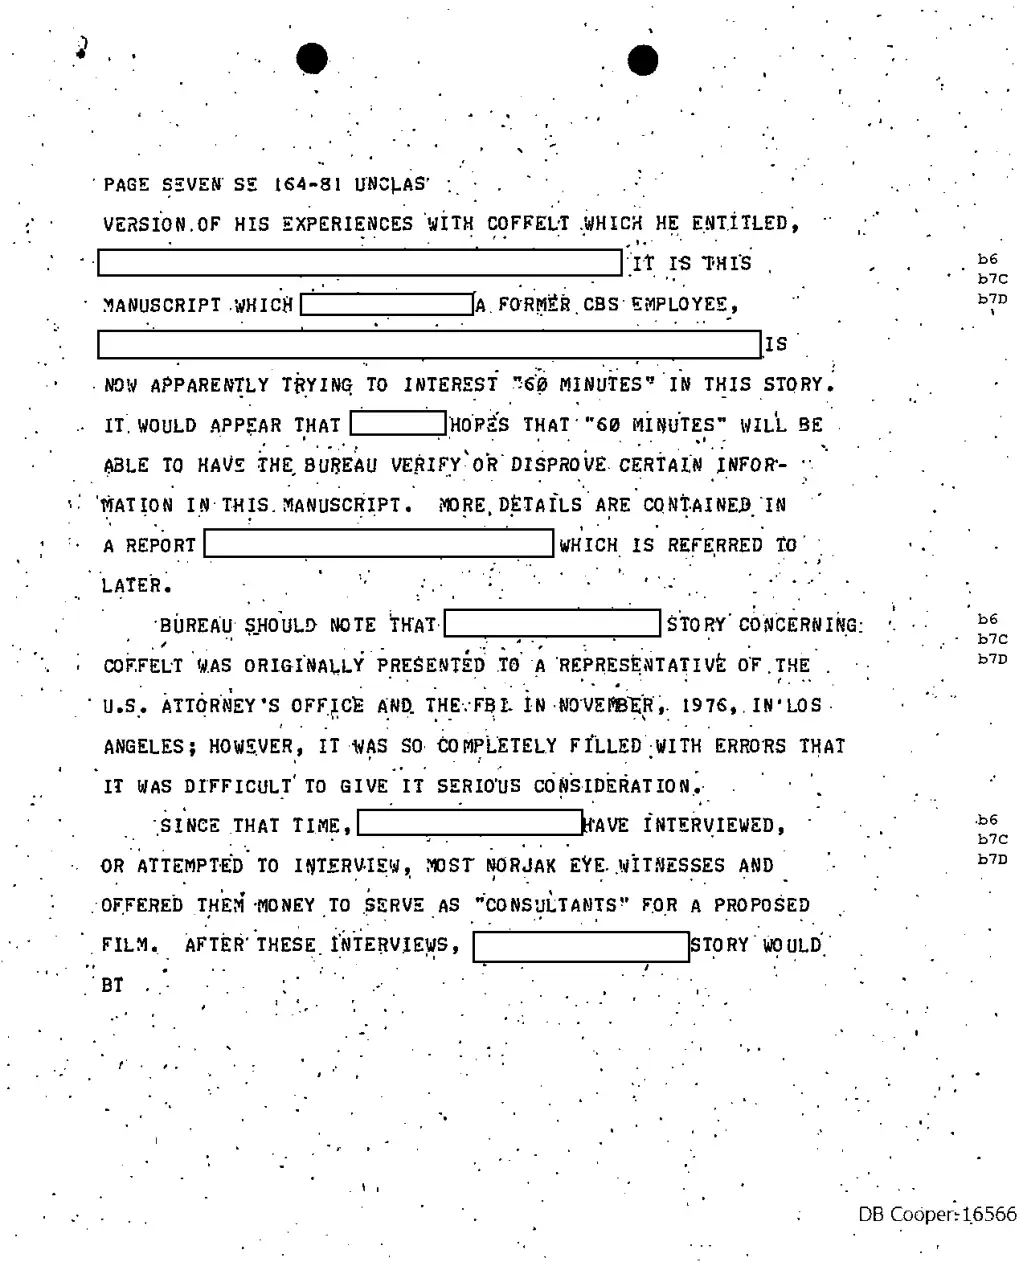 PAGE SEVEN SE 164-81 UNCLAS
VERSION OF HIS EXPERIENCES WITH COFFELT WHICH HE ENTITLED,
IT IS THIS
b6
b7C
MANUSCRIPT WHICH A FORMER CBS EMPLOYEE,
b7D
IS
NOW APPARENTLY TRYING TO INTEREST "60 MINUTES" IN THIS STORY.
IT WOULD APPEAR THAT HOPES THAT "60 MINUTES" WILL BE
ABLE TO HAVE THE BUREAU VERIFY OR DISPROVE CERTAIN INFOR-
MATION IN THIS MANUSCRIPT. MORE DETAILS ARE CONTAINED IN
A REPORT WHICH IS REFERRED TO
LATER.
BUREAU SHOULD NOTE THAT STORY CONCERNING
b6
b7C
COFFELT WAS ORIGINALLY PRESENTED TO A REPRESENTATIVE OF THE
b7D
U.S. ATTORNEY'S OFFICE AND THE FBI IN NOVEMBER, 1976, IN LOS
ANGELES; HOWEVER, IT WAS SO COMPLETELY FILLED WITH ERRORS THAT
IT WAS DIFFICULT TO GIVE IT SERIOUS CONSIDERATION.
SINCE THAT TIME, HAVE INTERVIEWED,
b6
b7C
OR ATTEMPTED TO INTERVIEW, MOST NORJAK EYE WITNESSES AND
b7D
OFFERED THEM MONEY TO SERVE AS "CONSULTANTS" FOR A PROPOSED
FILM. AFTER THESE INTERVIEWS, STORY WOULD
BT
DB Cooper-16566